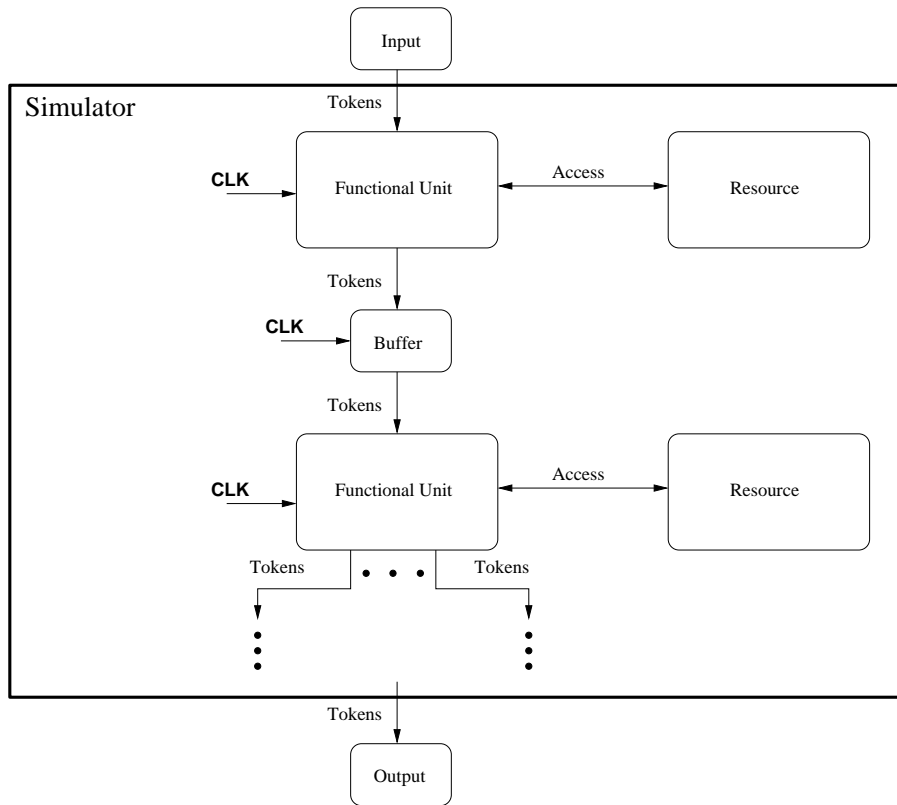 Input
Tokens
Simulator
CLK
Functional Unit
Access
Resource
Tokens
CLK
Buffer
Tokens
CLK
Functional Unit
Access
Resource
Tokens
Tokens
Tokens
Output